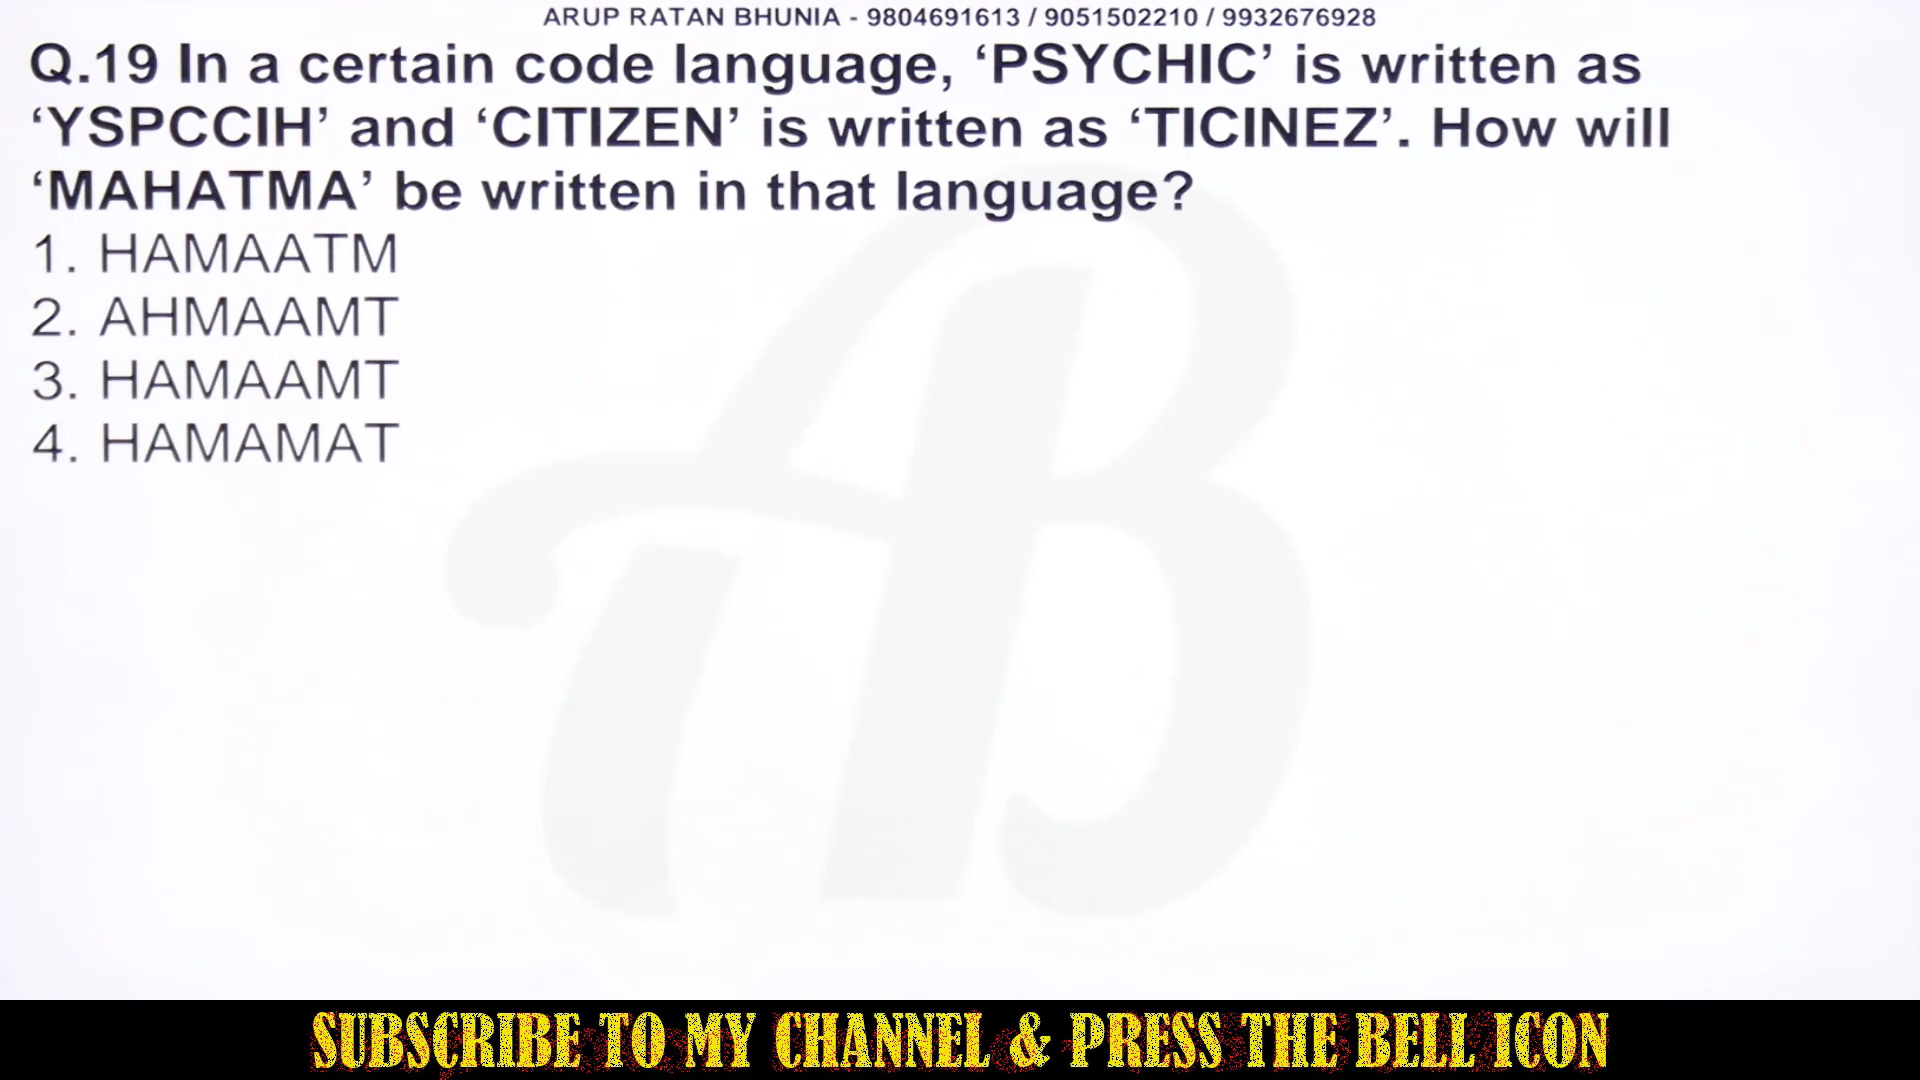 ARUP RATAN BHUNIA - 9804691613 / 9051502210 / 9932676928
Q.19 In a certain code language, ‘PSYCHIC’ is written as
‘YSPCCIH’ and ‘CITIZEN’ is written as ‘TICINEZ’. How will
‘MAHATMA’ be written in that language?
1. HAMAATM
2. AHMAAMT
3. HAMAAMT
4. HAMAMAT
AB
SUBSCRIBE TO MY CHANNEL & PRESS THE BELL ICON